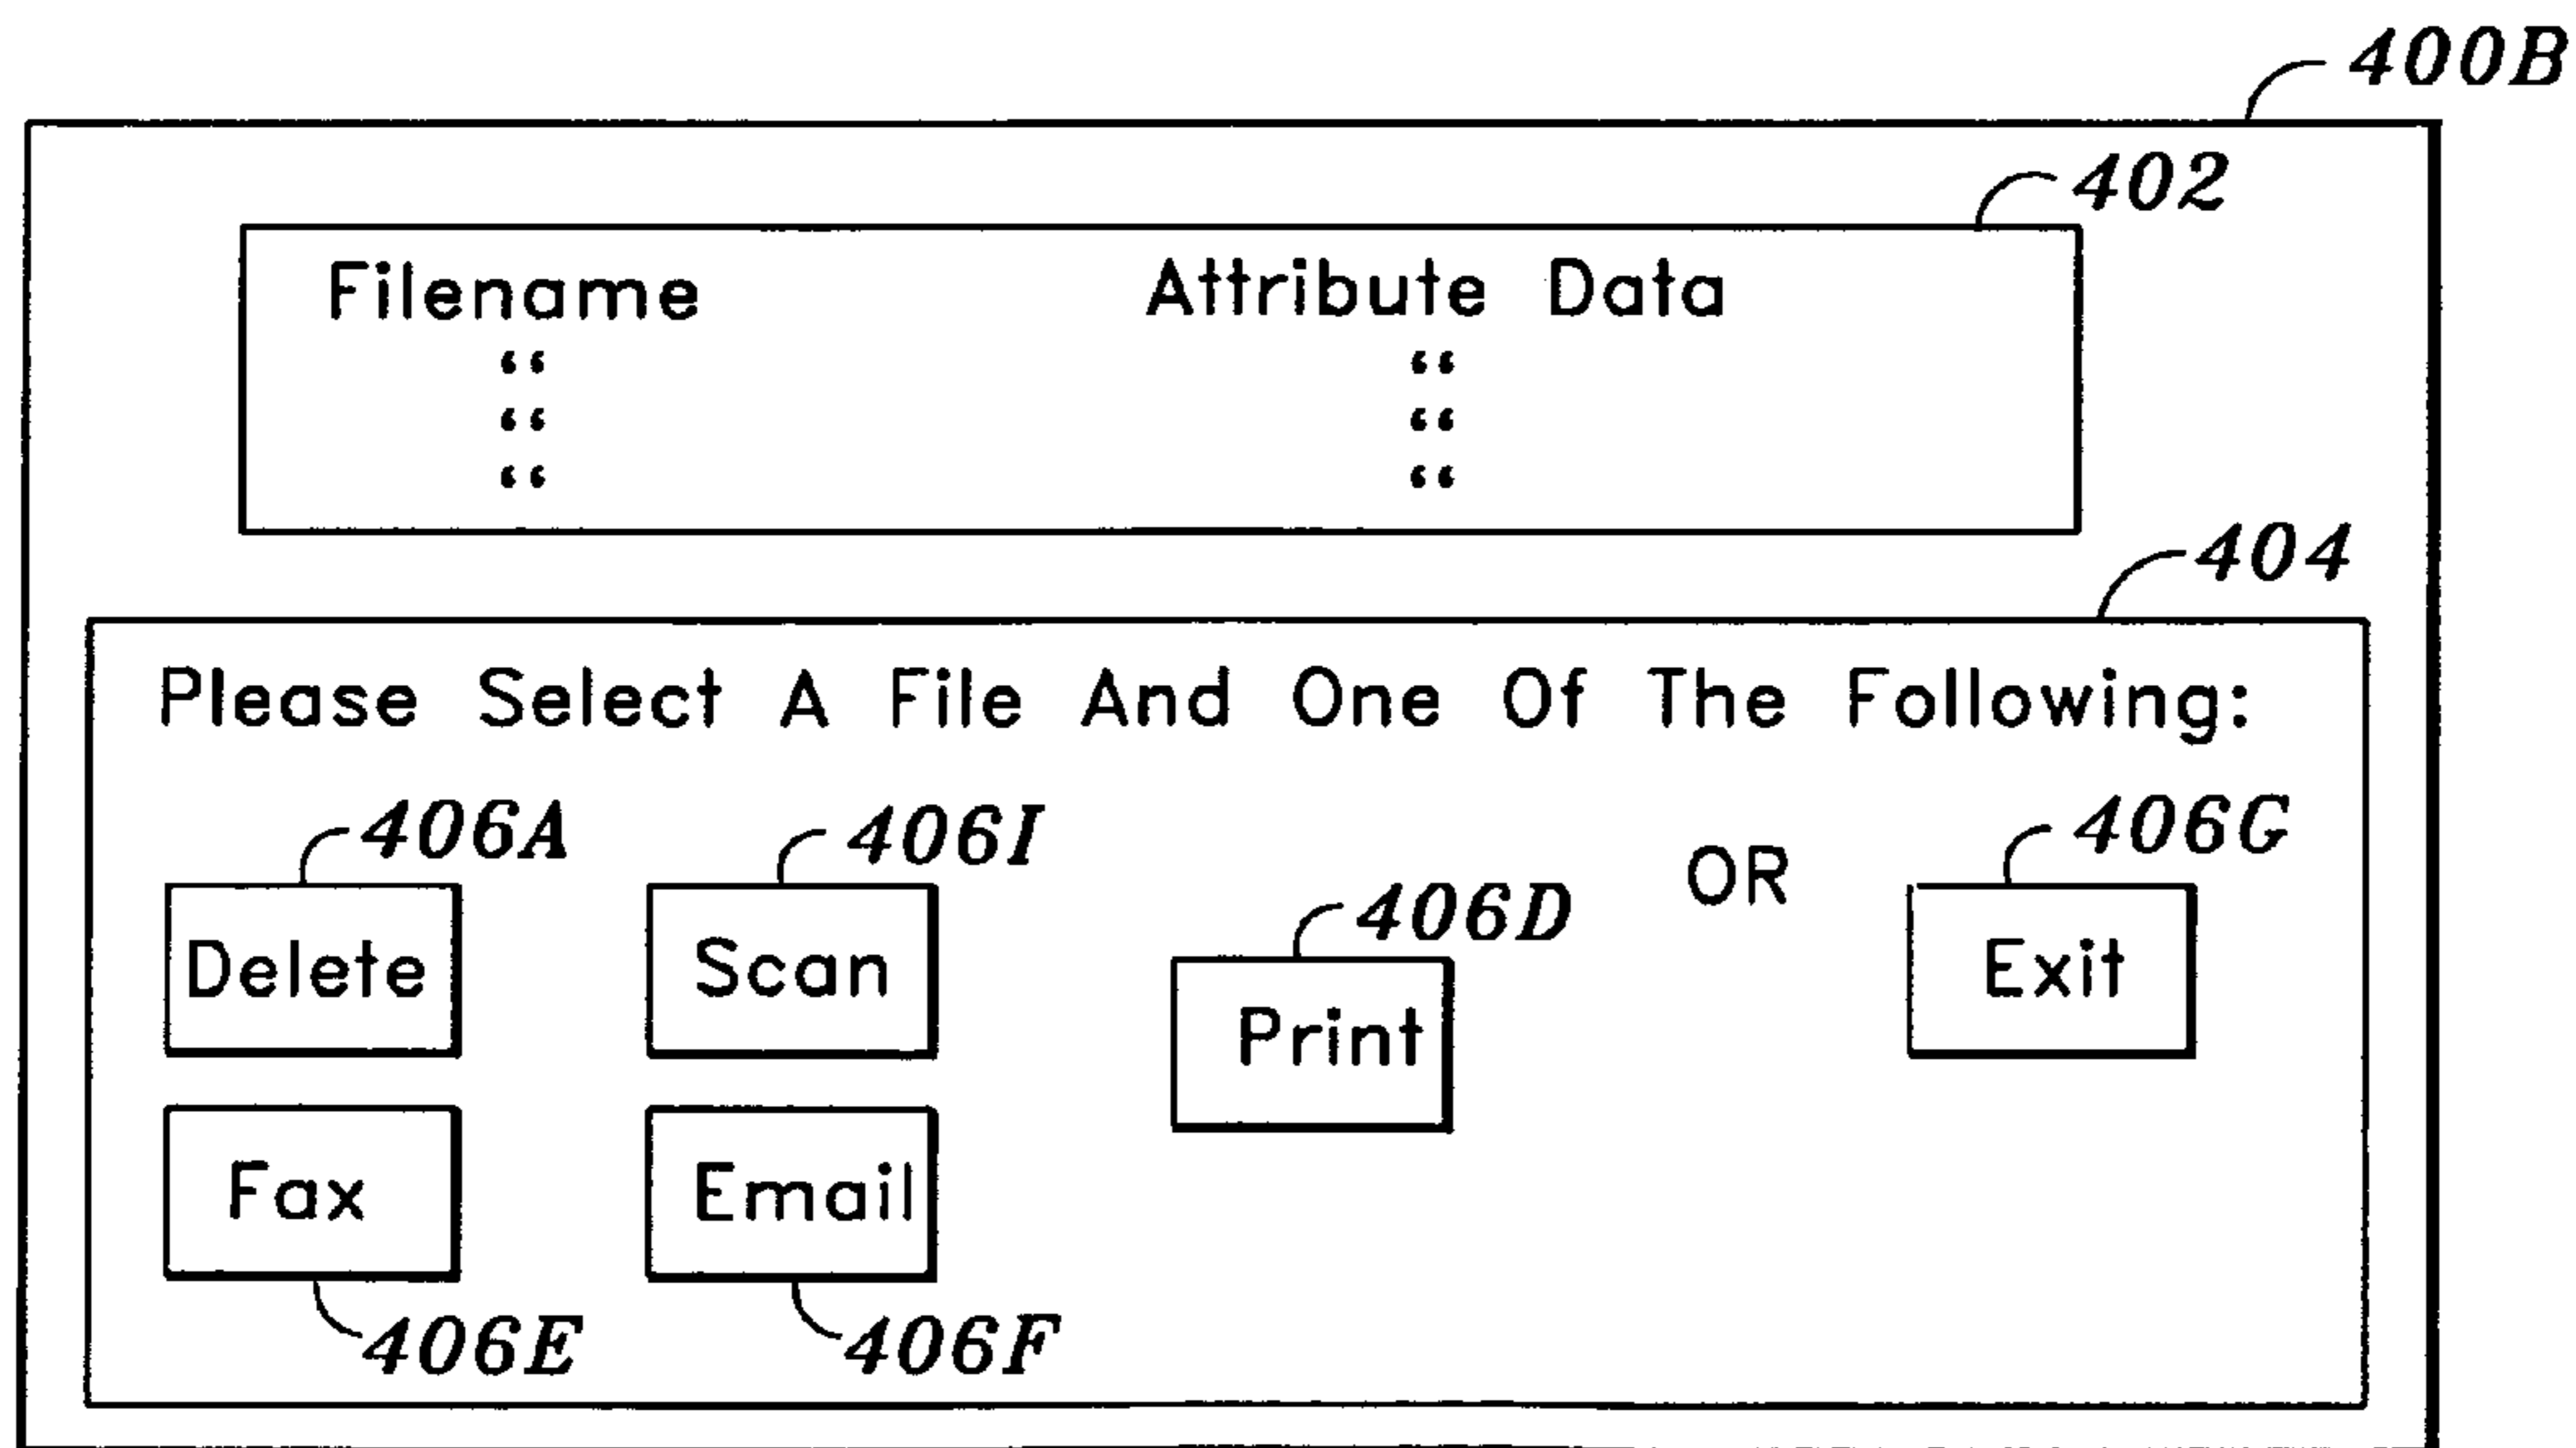 400B
402
Filename Attribute Data
“ “
“ “
“ “
404
Please Select A File And One Of The Following:
406A 406I 406D OR 406G
Delete Scan Print Exit
Fax Email
406E 406F